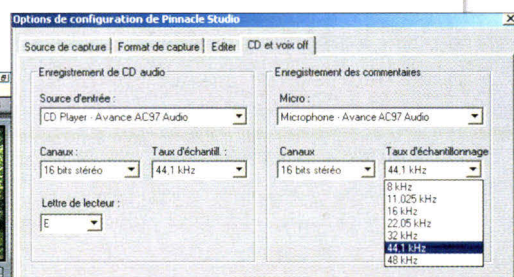 Options de configuration de Pinnacle Studio
Source de capture
Format de capture
Editer
CD et voix off
Enregistrement de CD audio
Source d'entrée :
CD Player - Avance AC97 Audio
Canaux :
Taux d'échantill. :
16 bits stéréo
44,1 kHz
Lettre de lecteur :
E
Enregistrement des commentaires
Micro :
Microphone - Avance AC97 Audio
Canaux
Taux d'échantillonnage
16 bits stéréo
44,1 kHz
8 kHz
11,025 kHz
16 kHz
22,05 kHz
32 kHz
44,1 kHz
48 kHz